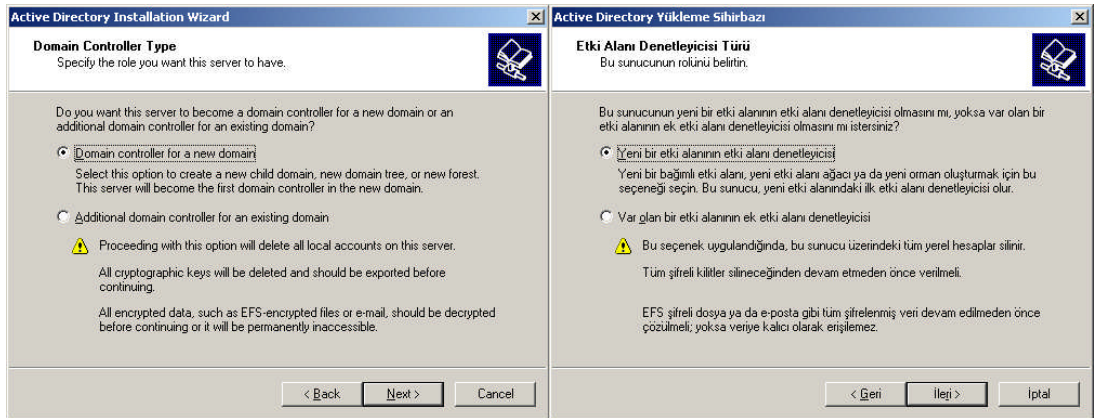 Active Directory Installation Wizard
Domain Controller Type
Specify the role you want this server to have.
Do you want this server to become a domain controller for a new domain or an
additional domain controller for an existing domain?
Domain controller for a new domain
Select this option to create a new child domain, new domain tree, or new forest.
This server will become the first domain controller in the new domain.
Additional domain controller for an existing domain
Proceeding with this option will delete all local accounts on this server.
All cryptographic keys will be deleted and should be exported before
continuing.
All encrypted data, such as EFS-encrypted files or e-mail, should be decrypted
before continuing or it will be permanently inaccessible.
< Back
Next >
Cancel
Active Directory Yükleme Sihirbazı
Etki Alanı Denetleyicisi Türü
Bu sunucunun rolünü belirtin.
Bu sunucunun yeni bir etki alanının etki alanı denetleyicisi olmasını mı, yoksa var olan bir
etki alanının ek etki alanı denetleyicisi olmasını mı istersiniz?
Yeni bir etki alanının etki alanı denetleyicisi
Yeni bir bağımlı etki alanı, yeni etki alanı ağacı ya da yeni orman oluşturmak için bu
seçeneği seçin. Bu sunucu, yeni etki alanındaki ilk etki alanı denetleyicisi olur.
Var olan bir etki alanının ek etki alanı denetleyicisi
Bu seçenek uygulandığında, bu sunucu üzerindeki tüm yerel hesaplar silinir.
Tüm şifreli kilitler silineceğinden devam etmeden önce verilmeli.
EFS şifreli dosya ya da e-posta gibi tüm şifrelenmiş veri devam edilmeden önce
çözülmeli; yoksa veriye kalıcı olarak erişilemez.
< Geri
İleri >
İptal